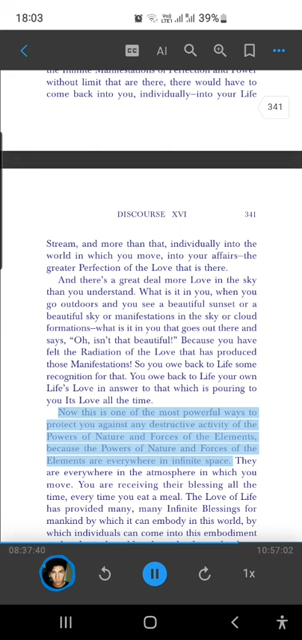 18:03
Vo)) LTE1
39%
CC AI
the Infinite Manifestations of Perfection and Power
without limit that are there, there would have to
come back into you, individually—into your Life
341
DISCOURSE XVI 341
Stream, and more than that, individually into the
world in which you move, into your affairs—the
greater Perfection of the Love that is there.
And there's a great deal more Love in the sky
than you understand. What is it in you, when you
go outdoors and you see a beautiful sunset or a
beautiful sky or manifestations in the sky or cloud
formations—what is it in you that goes out there and
says, "Oh, isn't that beautiful!" Because you have
felt the Radiation of the Love that has produced
those Manifestations! So you owe back to Life some
recognition for that. You owe back to Life your own
Life's Love in answer to that which is pouring to
you Its Love all the time.
Now this is one of the most powerful ways to
protect you against any destructive activity of the
Powers of Nature and Forces of the Elements,
because the Powers of Nature and Forces of the
Elements are everywhere in infinite space. They
are everywhere in the atmosphere in which you
move. You are receiving their blessing all the
time, every time you eat a meal. The Love of Life
has provided many, many Infinite Blessings for
mankind by which it can embody in this world, by
which individuals can come into this embodiment
08:37:40 10:57:02
1x